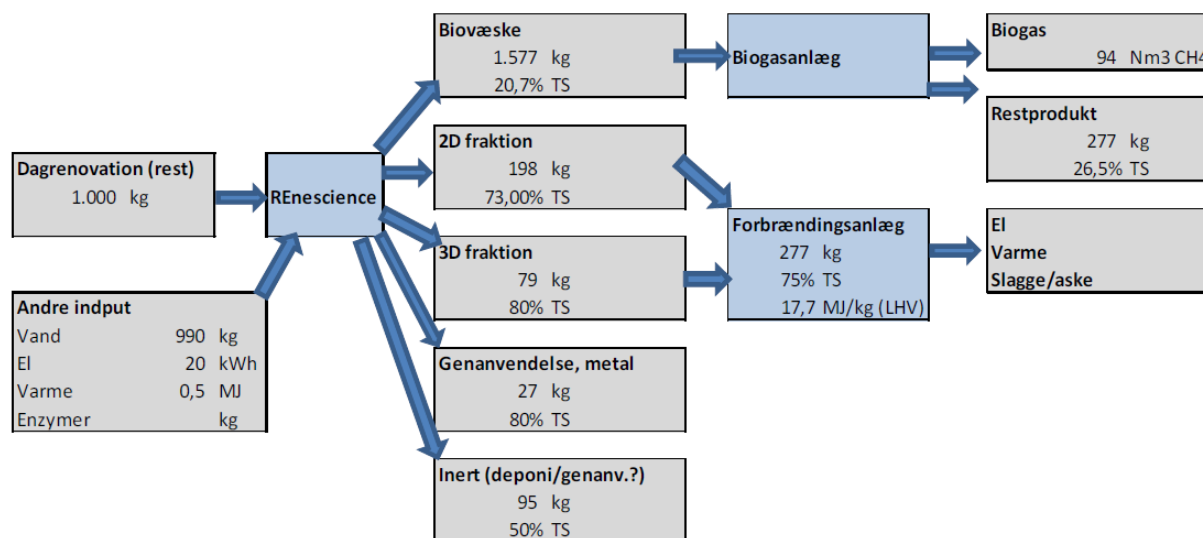 Dagrenovation (rest)
1.000 kg
Andre indput
Vand 990 kg
El 20 kWh
Varme 0,5 MJ
Enzymer kg
REnescience
Biovæske
1.577 kg
20,7% TS
2D fraktion
198 kg
73,00% TS
3D fraktion
79 kg
80% TS
Genanvendelse, metal
27 kg
80% TS
Inert (deponi/genanv.?)
95 kg
50% TS
Biogasanlæg
Forbrændingsanlæg
277 kg
75% TS
17,7 MJ/kg (LHV)
Biogas
94 Nm3 CH4
Restprodukt
277 kg
26,5% TS
El
Varme
Slagge/aske